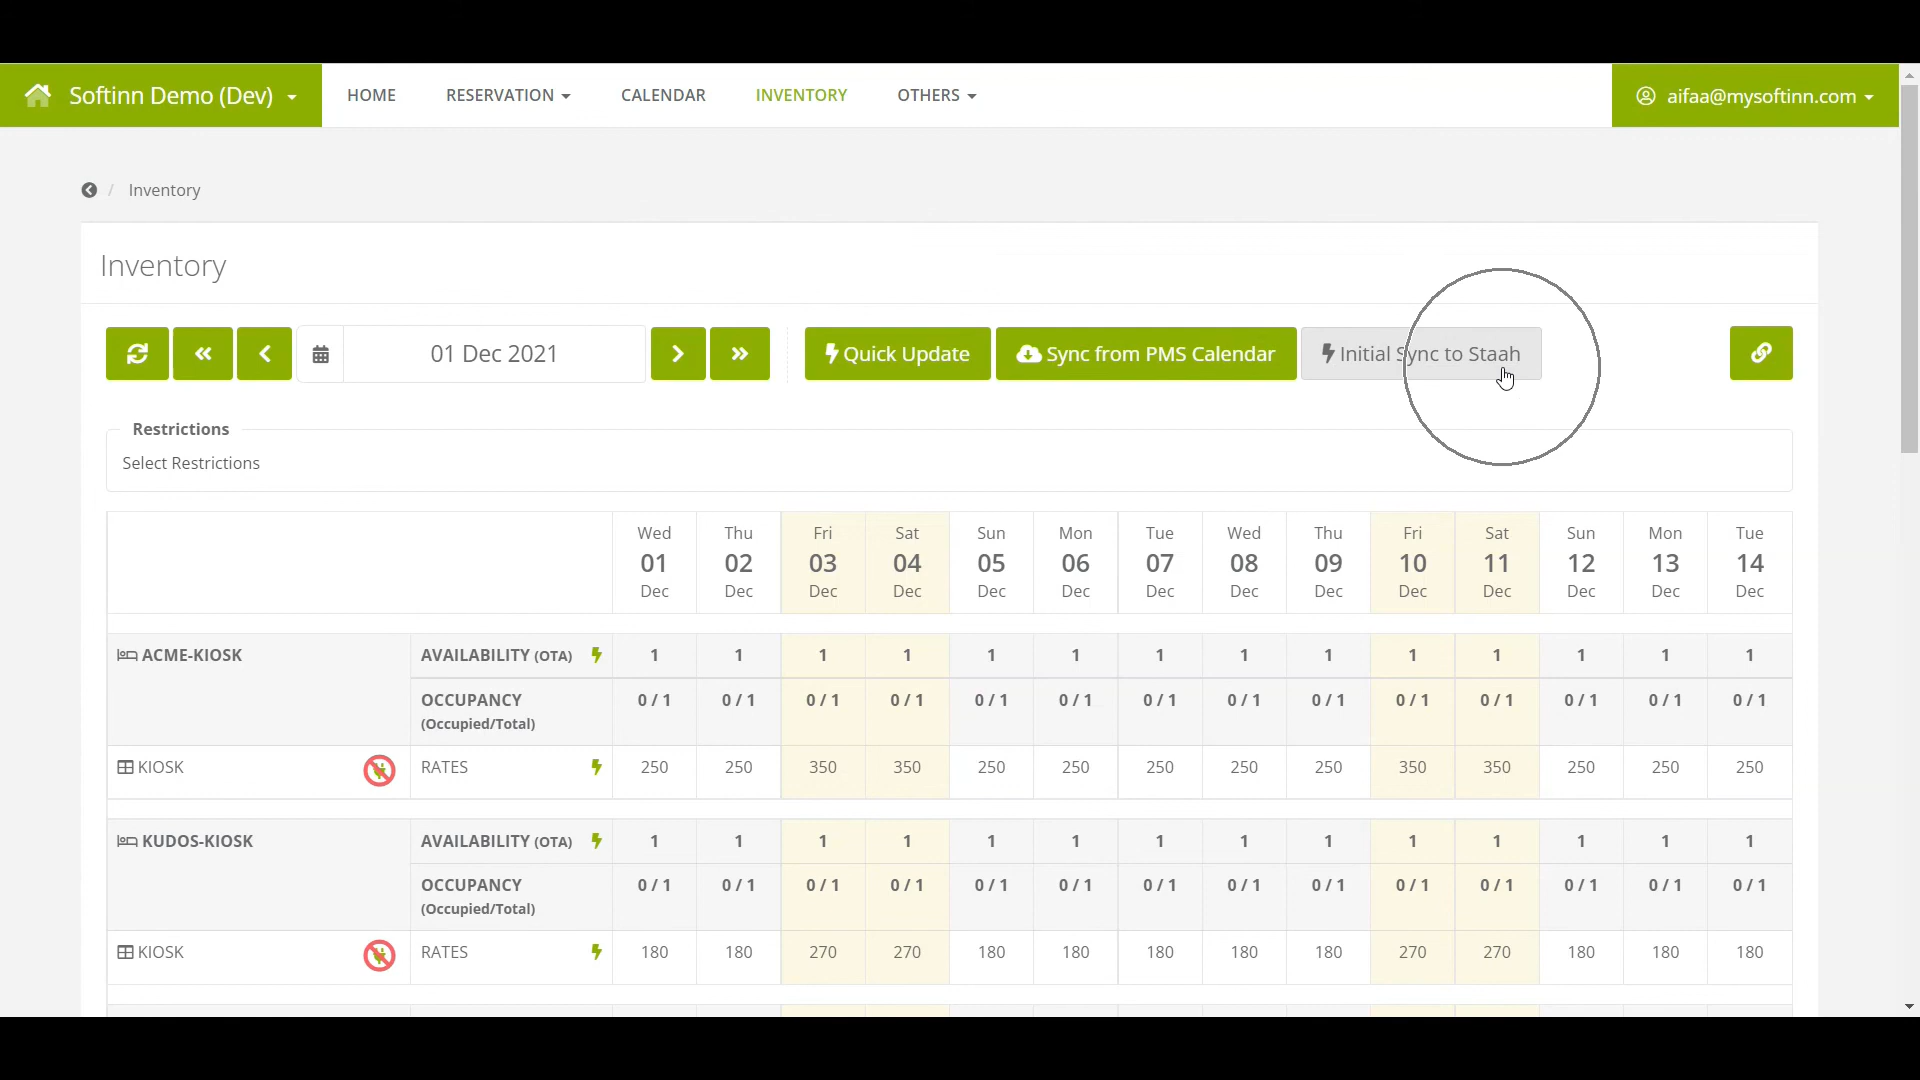 Softinn Demo (Dev) HOME RESERVATION CALENDAR INVENTORY OTHERS aifaa@mysoftinn.com
/ Inventory
Inventory
01 Dec 2021 Quick Update Sync from PMS Calendar Initial Sync to Staah
Restrictions
Select Restrictions
Wed Thu Fri Sat Sun Mon Tue Wed Thu Fri Sat Sun Mon Tue
01 02 03 04 05 06 07 08 09 10 11 12 13 14
Dec Dec Dec Dec Dec Dec Dec Dec Dec Dec Dec Dec Dec Dec
ACME-KIOSK AVAILABILITY (OTA) 1 1 1 1 1 1 1 1 1 1 1 1 1 1
OCCUPANCY 0 / 1 0 / 1 0 / 1 0 / 1 0 / 1 0 / 1 0 / 1 0 / 1 0 / 1 0 / 1 0 / 1 0 / 1 0 / 1 0 / 1
(Occupied/Total)
KIOSK RATES 250 250 350 350 250 250 250 250 250 350 350 250 250 250
KUDOS-KIOSK AVAILABILITY (OTA) 1 1 1 1 1 1 1 1 1 1 1 1 1 1
OCCUPANCY 0 / 1 0 / 1 0 / 1 0 / 1 0 / 1 0 / 1 0 / 1 0 / 1 0 / 1 0 / 1 0 / 1 0 / 1 0 / 1 0 / 1
(Occupied/Total)
KIOSK RATES 180 180 270 270 180 180 180 180 180 270 270 180 180 180